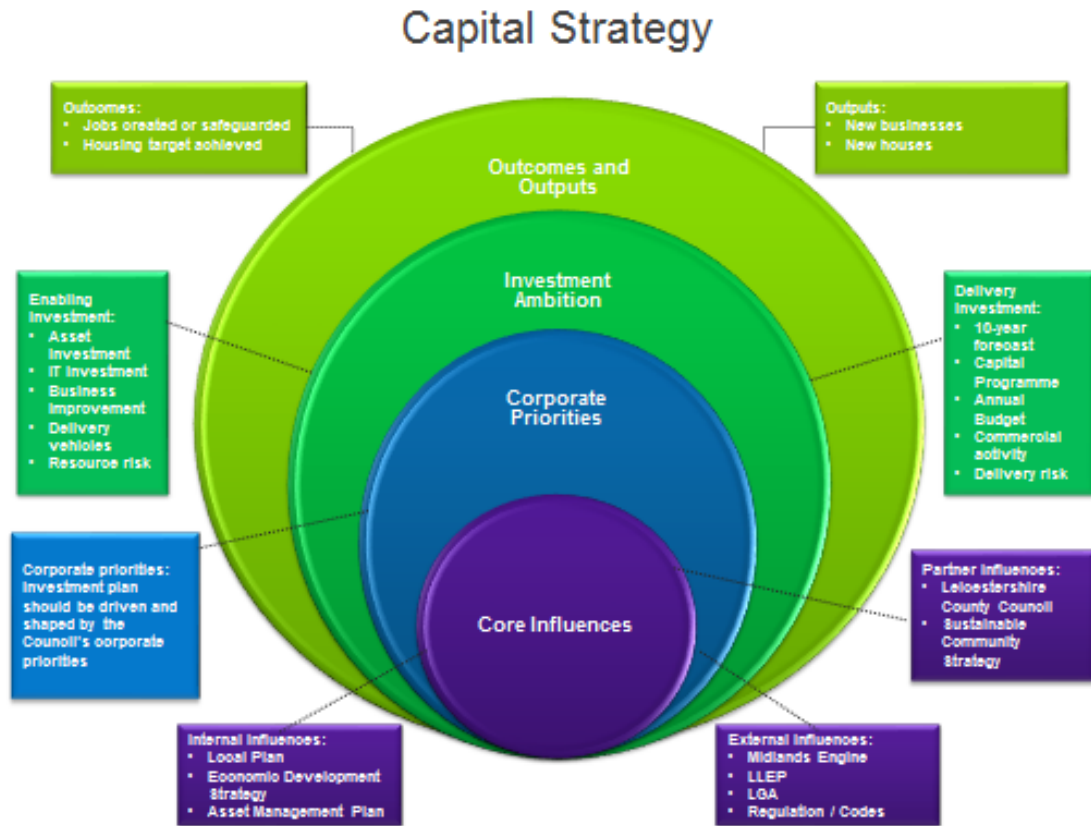 Capital Strategy
Outcomes:
• Jobs created or safeguarded
• Housing target achieved
Outputs:
• New businesses
• New houses
Outcomes and
Outputs
Investment
Ambition
Enabling
Investment:
• Asset
Investment
• IT Investment
• Business
Improvement
• Delivery
vehicles
• Resource risk
Delivery
Investment:
• 10-year
forecast
• Capital
Programme
• Annual
Budget
• Commercial
activity
• Delivery risk
Corporate
Priorities
Corporate priorities:
Investment plan
should be driven and
shaped by the
Council's corporate
priorities
Partner Influences:
• Leicestershire
County Council
• Sustainable
Community
Strategy
Core Influences
Internal Influences:
• Local Plan
• Economic Development
Strategy
• Asset Management Plan
External Influences:
• Midlands Engine
• LLEP
• LGA
• Regulation / Codes